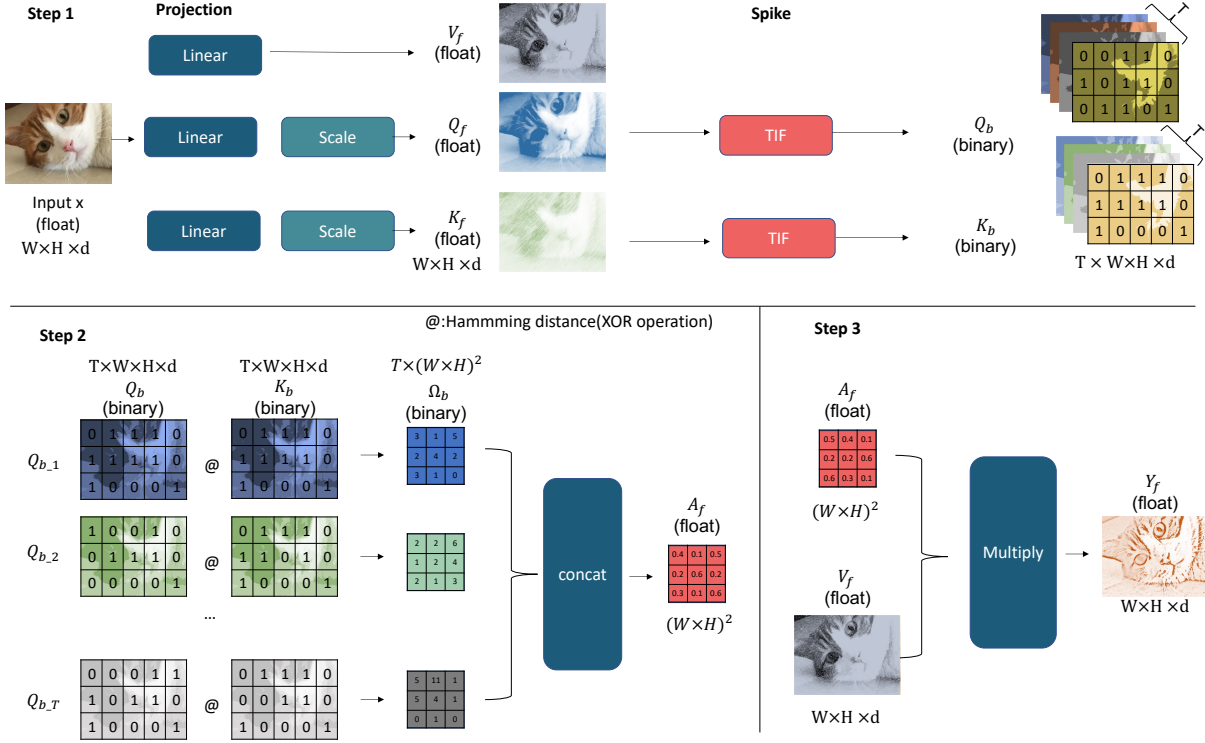 Step 1
Projection
Spike
Linear
V_f
(float)
T
0 0 1 1 0
1 0 1 1 0
1 1 0 1 0 1
Linear
Scale
Q_f
(float)
TIF
Q_b
(binary)
T
0 1 1 1 0
1 1 1 1 0
1 0 0 0 1
Input x
(float)
W×H ×d
Linear
Scale
K_f
(float)
W×H ×d
TIF
K_b
(binary)
T × W×H ×d
@:Hammming distance(XOR operation)
Step 2
T×W×H×d
Q_b
(binary)
T×W×H×d
K_b
(binary)
T×(W×H)²
Ω_b
(binary)
Q_{b_1}
0 1 1 1 0
1 1 1 1 0
1 0 0 0 1
@
0 1 1 1 0
1 1 1 1 0
1 0 0 0 1
3 1 5
2 4 2
3 1 0
Q_{b_2}
1 0 0 1 0
0 1 1 1 0
0 0 0 0 1
@
0 1 1 1 0
1 1 0 1 0
1 0 0 0 1
2 2 6
1 2 4
2 1 3
...
Q_{b_T}
0 0 0 1 1
1 0 1 1 0
1 0 0 0 1
@
0 1 1 1 0
0 0 1 1 0
1 0 0 0 1
5 11 1
5 4 1
0 1 0
concat
A_f
(float)
0.4 0.1 0.5
0.2 0.6 0.2
0.3 0.1 0.6
(W×H)²
Step 3
A_f
(float)
0.5 0.4 0.1
0.2 0.2 0.6
0.6 0.3 0.1
(W×H)²
V_f
(float)
W×H ×d
Multiply
Y_f
(float)
W×H ×d